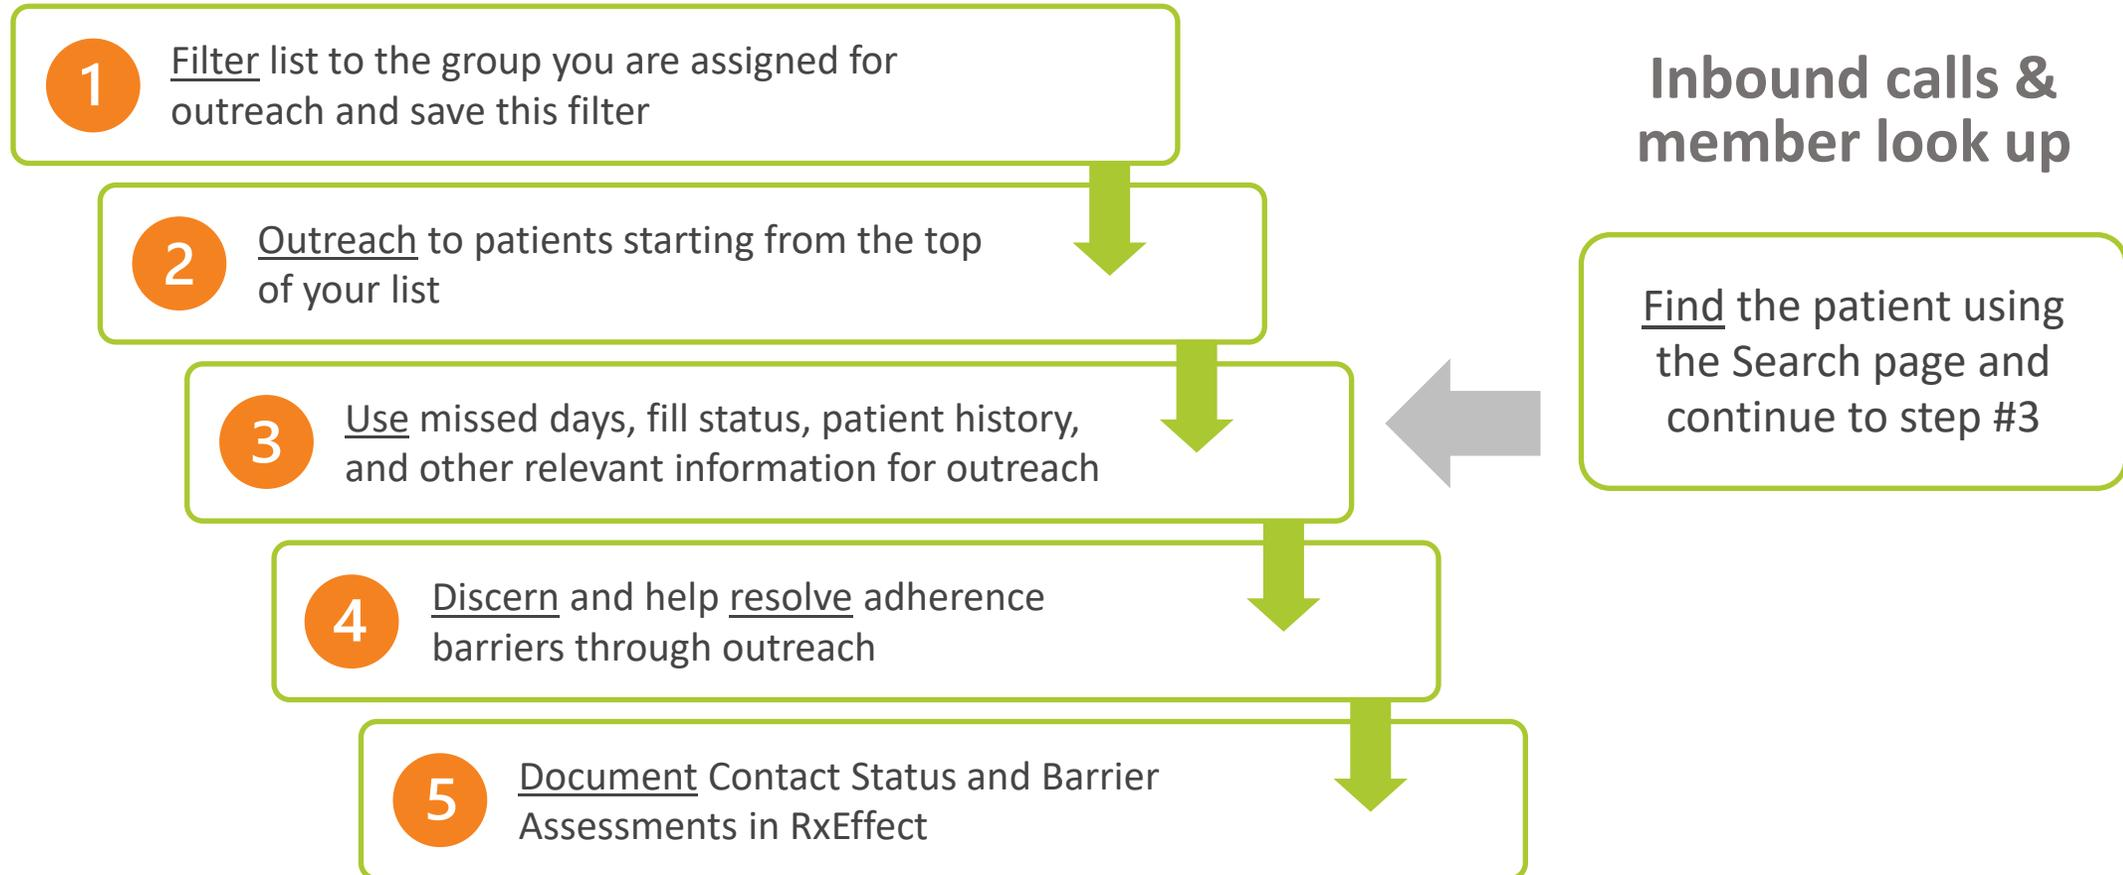 1
Filter list to the group you are assigned for
outreach and save this filter
2
Outreach to patients starting from the top
of your list
3
Use missed days, fill status, patient history,
and other relevant information for outreach
4
Discern and help resolve adherence
barriers through outreach
5
Document Contact Status and Barrier
Assessments in RxEffect
Inbound calls &
member look up
Find the patient using
the Search page and
continue to step #3